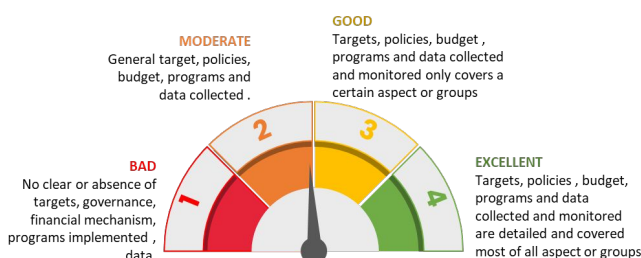 GOOD
Targets, policies, budget ,
programs and data collected
and monitored only covers a
certain aspect or groups
MODERATE
General target, policies,
budget, programs and
data collected .
2
3
BAD
No clear or absence of
targets, governance,
financial mechanism,
programs implemented ,
data
1
4
EXCELLENT
Targets, policies , budget,
programs and data
collected and monitored
are detailed and covered
most of all aspect or groups